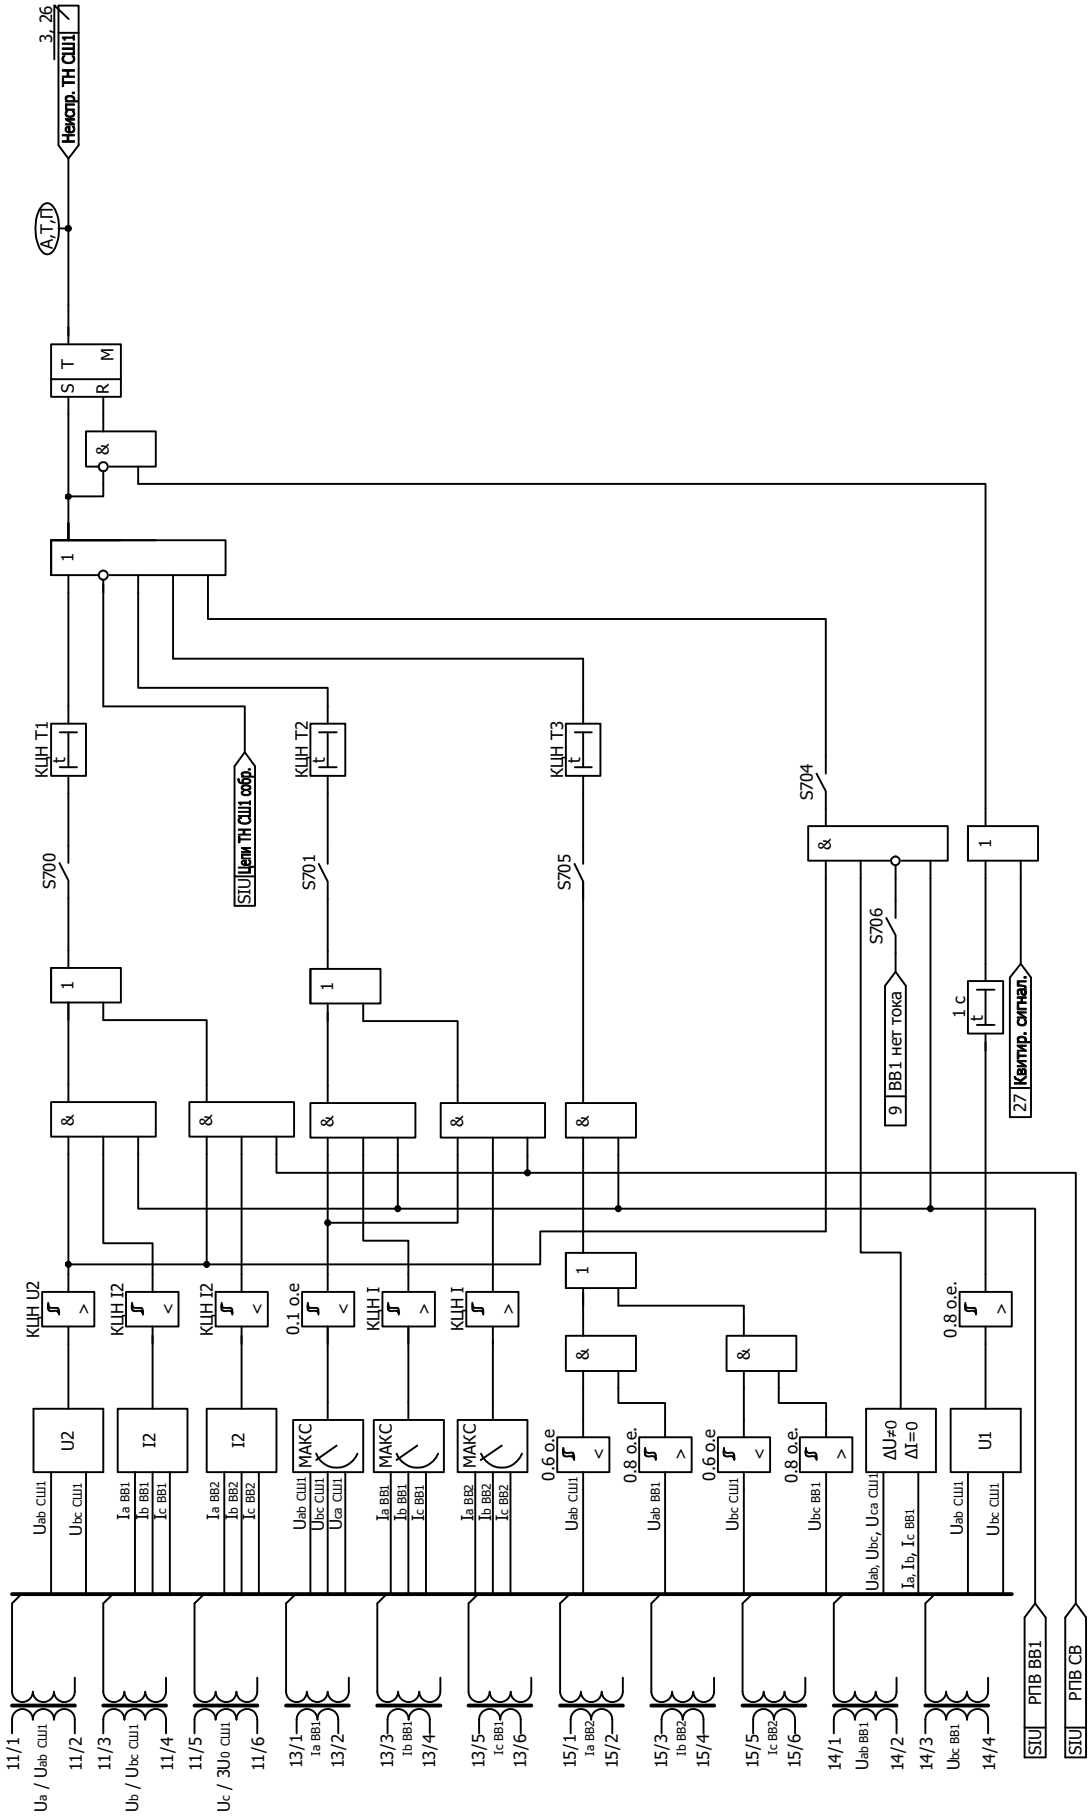 11/1
Ua / Uab СШ1
11/2
11/3
Ub / Ubc СШ1
11/4
11/5
Uc / 3U0 СШ1
11/6
13/1
Ia ВВ1
13/2
13/3
Ib ВВ1
13/4
13/5
Ic ВВ1
13/6
15/1
Ia ВВ2
15/2
15/3
Ib ВВ2
15/4
15/5
Ic ВВ2
15/6
14/1
Uab ВВ1
14/2
14/3
Ubc ВВ1
14/4
SIU РПВ ВВ1
SIU РПВ СВ
Uab СШ1
Ubc СШ1
Ia ВВ1
Ib ВВ1
Ic ВВ1
Ia ВВ2
Ib ВВ2
Ic ВВ2
Uab СШ1
Ubc СШ1
Uca СШ1
Ia ВВ1
Ib ВВ1
Ic ВВ1
Ia ВВ2
Ib ВВ2
Ic ВВ2
Uab СШ1
Uab ВВ1
Ubc СШ1
Ubc ВВ1
Uab, Ubc, Uca СШ1
Ia, Ib, Ic ВВ1
Uab СШ1
Ubc СШ1
U2
I2
I2
МАКС
МАКС
МАКС
0.6 о.е
<
0.8 о.е.
>
0.6 о.е
<
0.8 о.е.
>
ΔU≠0
ΔI=0
U1
КЦН U2
>
КЦН I2
<
КЦН I2
<
0.1 о.е
<
КЦН I
>
КЦН I
>
&
&
1
0.8 о.е.
>
&
&
&
&
&
1
1
9 ВВ1 нет тока
1 с
t
27 Квитир. сигнал.
S700
S701
S705
S706
&
1
S704
SIU Цепи ТН СШ1 собр.
КЦН Т1
t
КЦН Т2
t
КЦН Т3
t
1
&
S T
R M
А,Т,П
Неиспр. ТН СШ1
3, 26